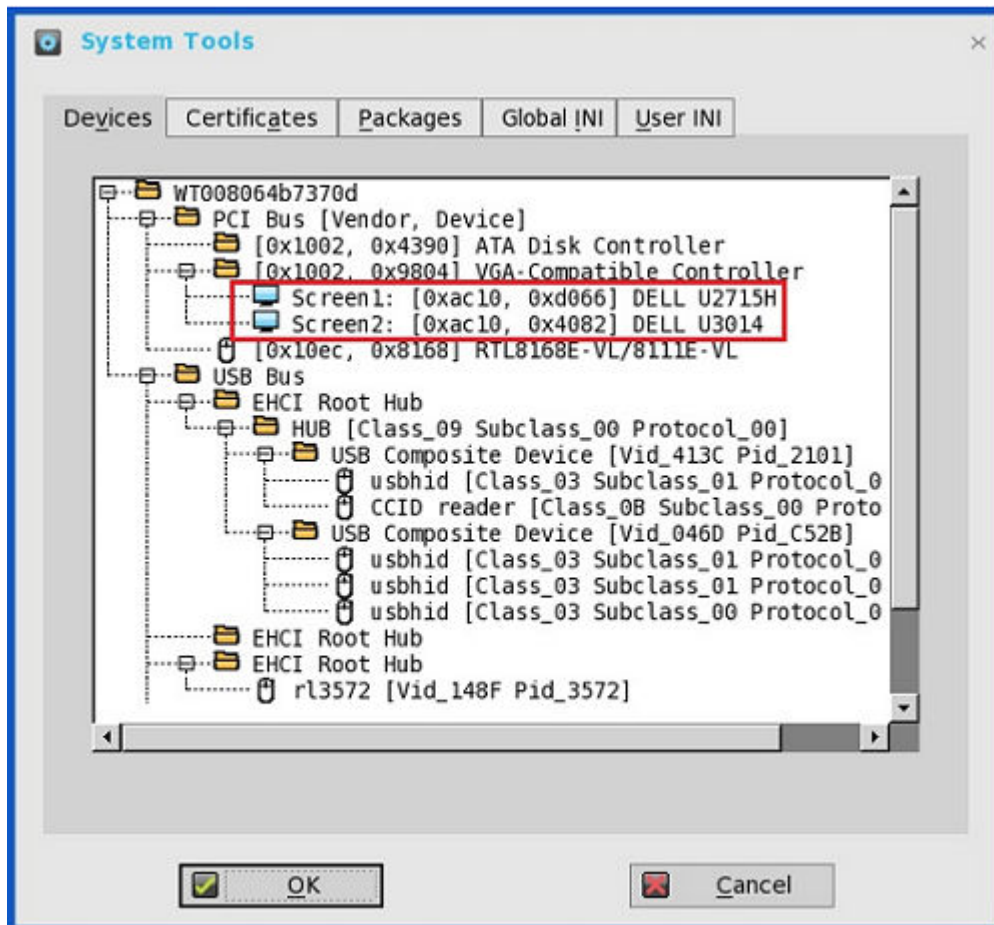 System Tools
Devices Certificates Packages Global INI User INI
WT008064b7370d
PCI Bus [Vendor, Device]
[0x1002, 0x4390] ATA Disk Controller
[0x1002, 0x9804] VGA-Compatible Controller
Screen1: [0xac10, 0xd066] DELL U2715H
Screen2: [0xac10, 0x4082] DELL U3014
[0x10ec, 0x8168] RTL8168E-VL/8111E-VL
USB Bus
EHCI Root Hub
HUB [Class_09 Subclass_00 Protocol_00]
USB Composite Device [Vid_413C Pid_2101]
usbhid [Class_03 Subclass_01 Protocol_0
CCID reader [Class_0B Subclass_00 Proto
USB Composite Device [Vid_046D Pid_C52B]
usbhid [Class_03 Subclass_01 Protocol_0
usbhid [Class_03 Subclass_01 Protocol_0
usbhid [Class_03 Subclass_00 Protocol_0
EHCI Root Hub
EHCI Root Hub
rl3572 [Vid_148F Pid_3572]
OK Cancel